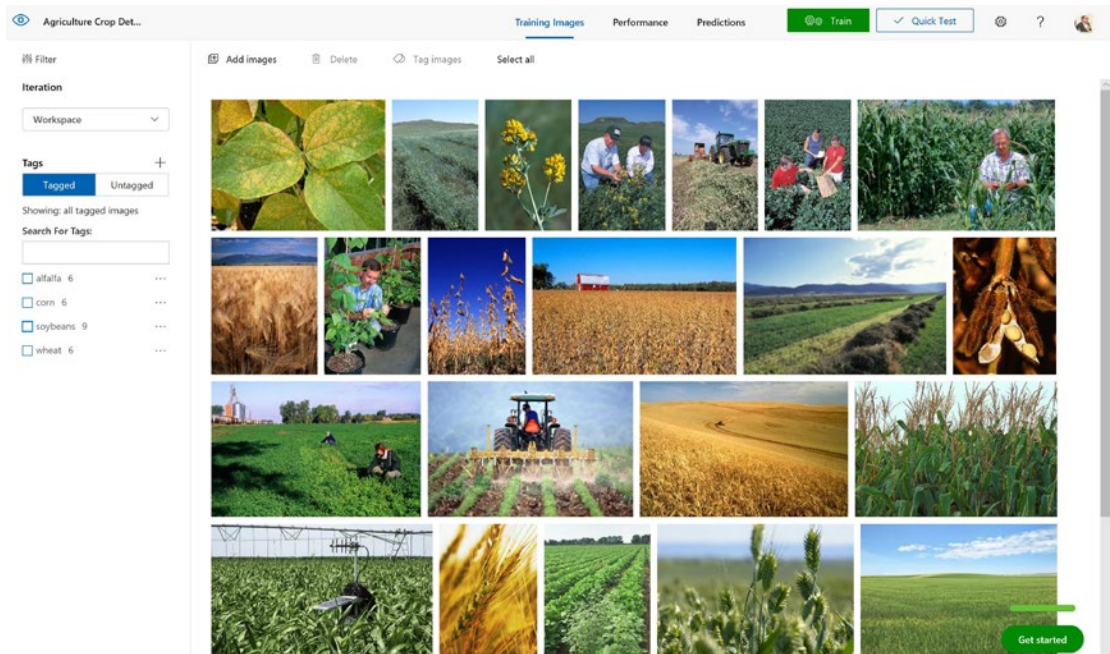 Agriculture Crop Det...
Training Images
Performance
Predictions
Train
Quick Test
?
Filter
Iteration
Workspace
Tags
+
Tagged
Untagged
Showing: all tagged images
Search For Tags:
alfalfa 6
corn 6
soybeans 9
wheat 6
Add images
Delete
Tag images
Select all
Get started